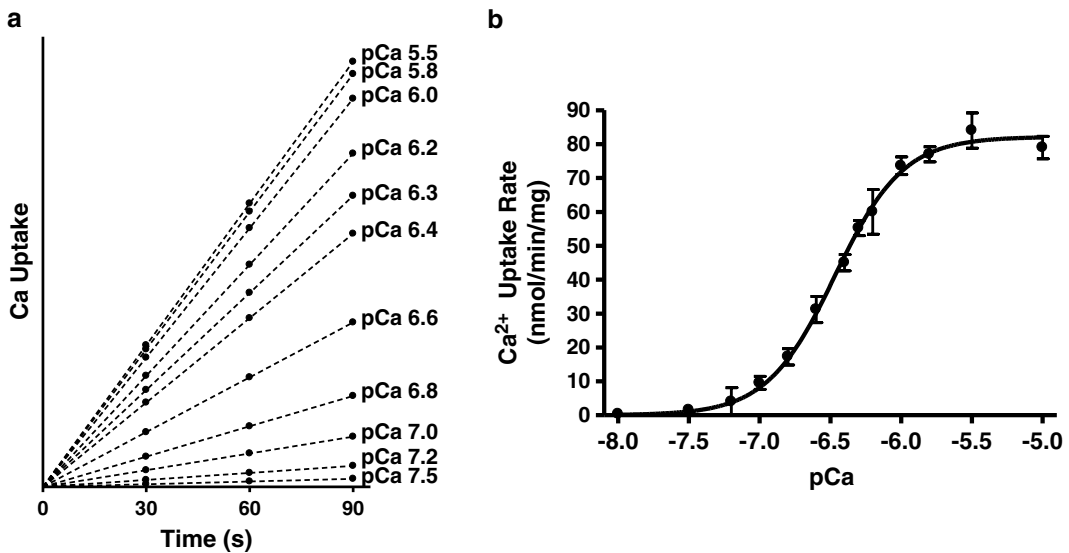 a
pCa 5.5
pCa 5.8
pCa 6.0
pCa 6.2
pCa 6.3
pCa 6.4
pCa 6.6
pCa 6.8
pCa 7.0
pCa 7.2
pCa 7.5
Ca Uptake
0 30 60 90
Time (s)
b
90
80
70
60
50
40
30
20
10
0
Ca²⁺ Uptake Rate
(nmol/min/mg)
-8.0 -7.5 -7.0 -6.5 -6.0 -5.5 -5.0
pCa